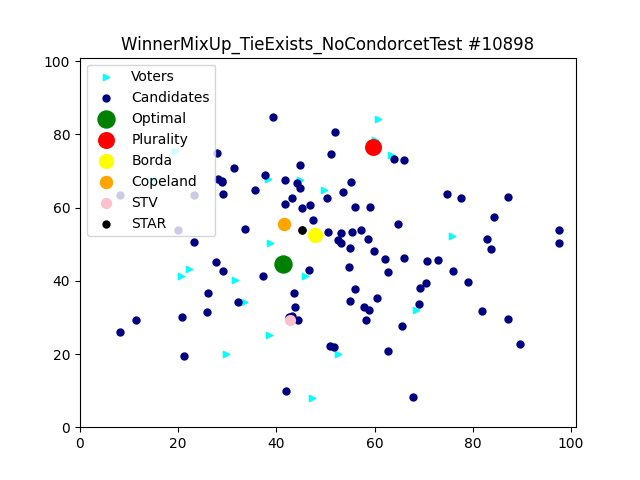 WinnerMixUp_TieExists_NoCondorcetTest #10898
100
80
60
40
20
0
0 20 40 60 80 100
Voters
Candidates
Optimal
Plurality
Borda
Copeland
STV
STAR